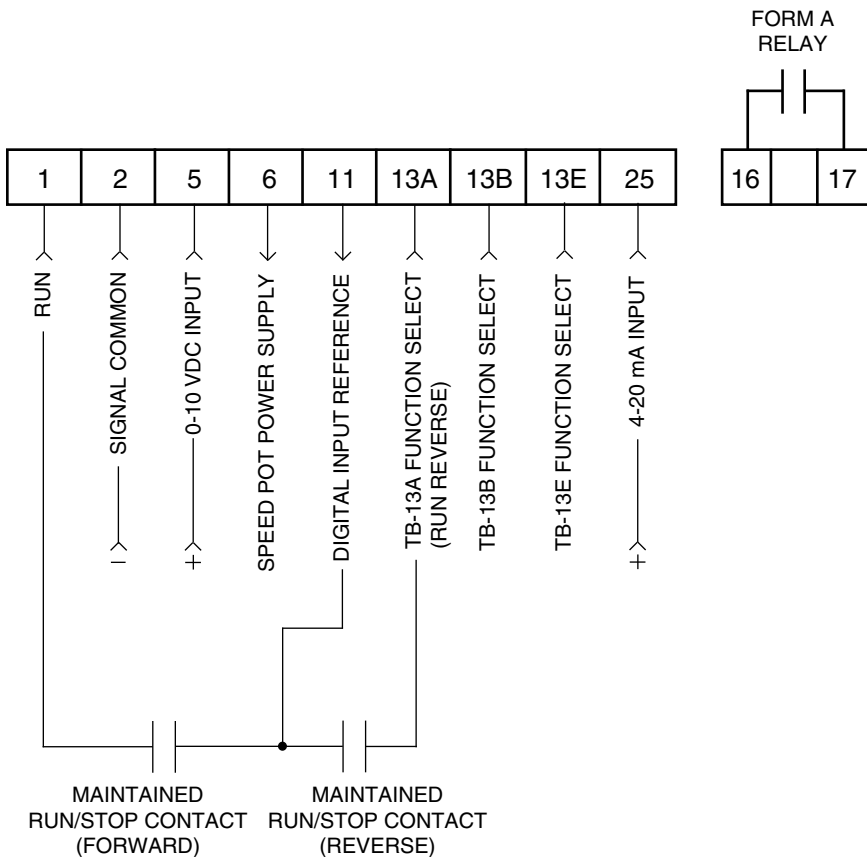 FORM A
RELAY
1 2 5 6 11 13A 13B 13E 25 16 17
RUN
SIGNAL COMMON
0-10 VDC INPUT
SPEED POT POWER SUPPLY
DIGITAL INPUT REFERENCE
TB-13A FUNCTION SELECT
(RUN REVERSE)
TB-13B FUNCTION SELECT
TB-13E FUNCTION SELECT
4-20 mA INPUT
–
+
+
MAINTAINED
RUN/STOP CONTACT
(FORWARD)
MAINTAINED
RUN/STOP CONTACT
(REVERSE)